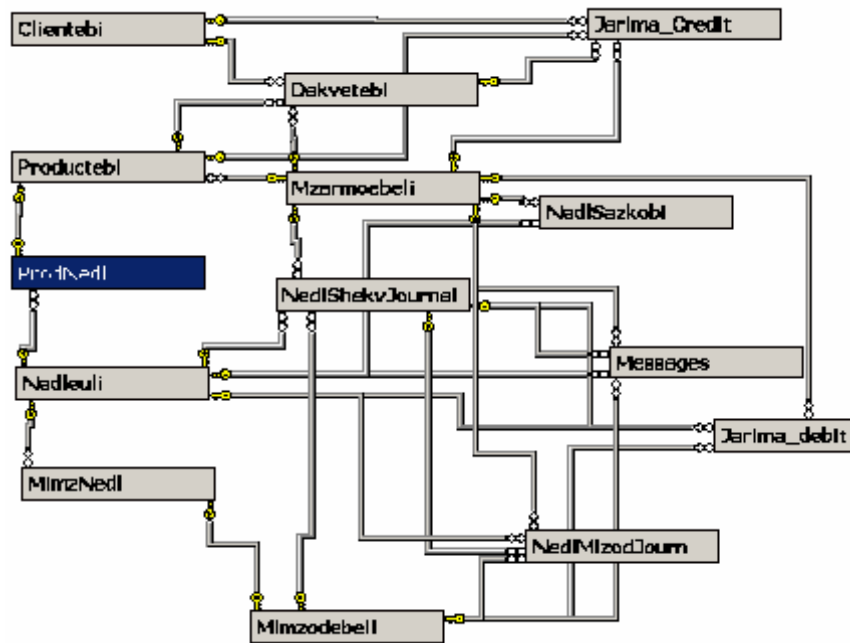 Clientebi
Jarima_Credit
Dakvetebi
Productebi
Mzarmoebeli
NedlSazkobi
ProdNedl
NedlShekvJournal
Messages
Nedleuli
Jarima_debit
MimzNedl
NedlMizodJourn
Mimzodebeli